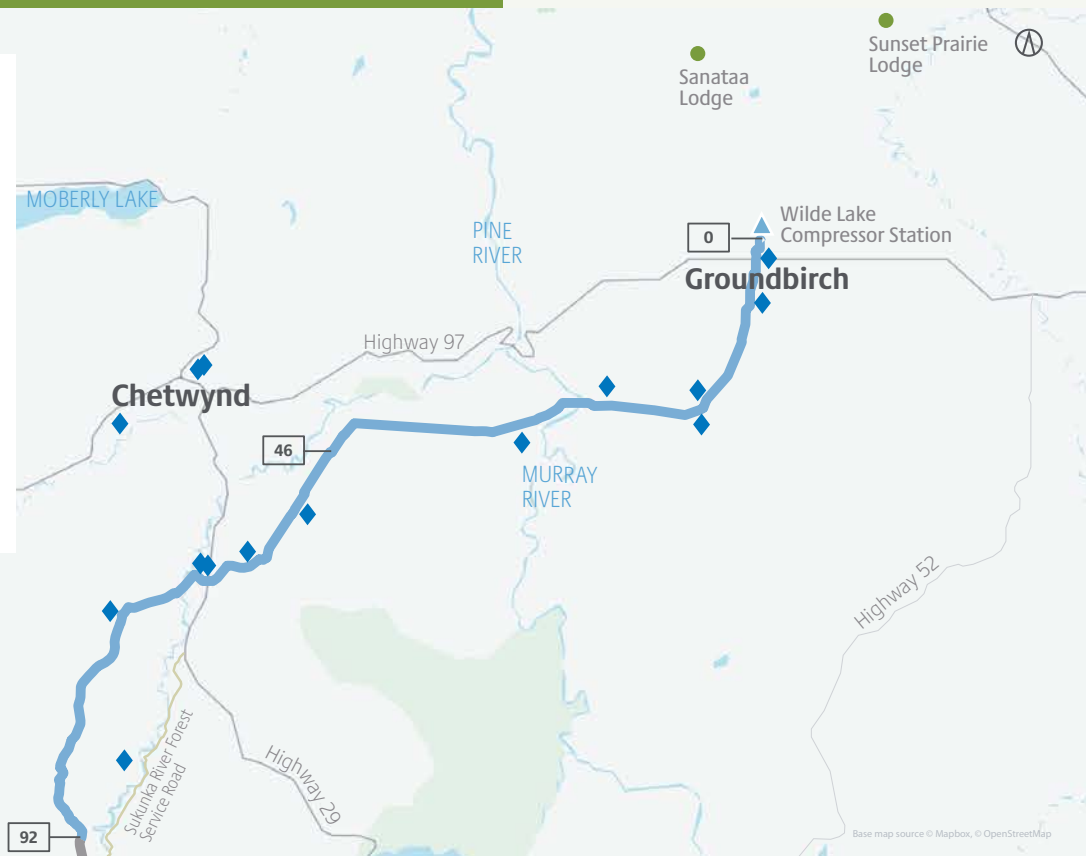 Sunset Prairie
Lodge
Sanataa
Lodge
MOBERLY LAKE
Wilde Lake
Compressor Station
PINE
RIVER
0
Groundbirch
Highway 97
Chetwynd
46
MURRAY
RIVER
Highway 52
Sukunka River Forest
Service Road
Highway 29
92
Base map source © Mapbox, © OpenStreetMap